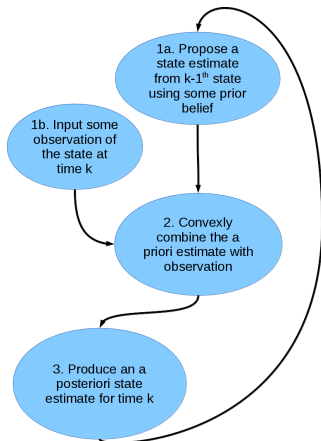 1a. Propose a
state estimate
from k-1th state
using some prior
belief
1b. Input some
observation of
the state at
time k
2. Convexly
combine the a
priori estimate with
observation
3. Produce an a
posteriori state
estimate for time k